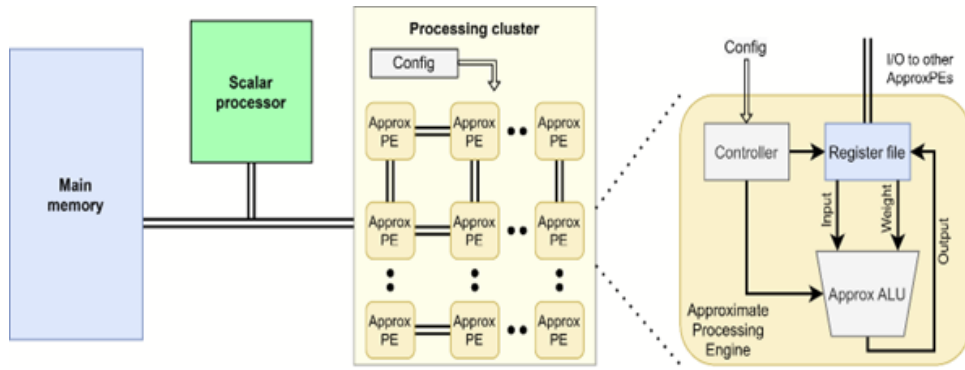 Main
memory
Scalar
processor
Processing cluster
Config
Approx
PE
Approx
PE
Approx
PE
Approx
PE
Approx
PE
Approx
PE
Approx
PE
Approx
PE
Approx
PE
Config
I/O to other
ApproxPEs
Controller
Register file
Input
Weight
Output
Approx ALU
Approximate
Processing
Engine